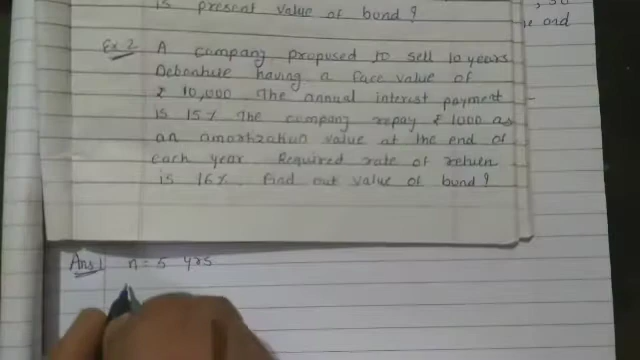 is present value of bond ?
Ex 2 A company proposed to sell 10 years
Debenture having a face value of
₹ 10,000 The annual interest payment
is 15% The company repay ₹ 1000 as
an amortization value at the end of
each year Required rate of return
is 16%. Find out value of bond ?
Ans 1 n = 5 yrs